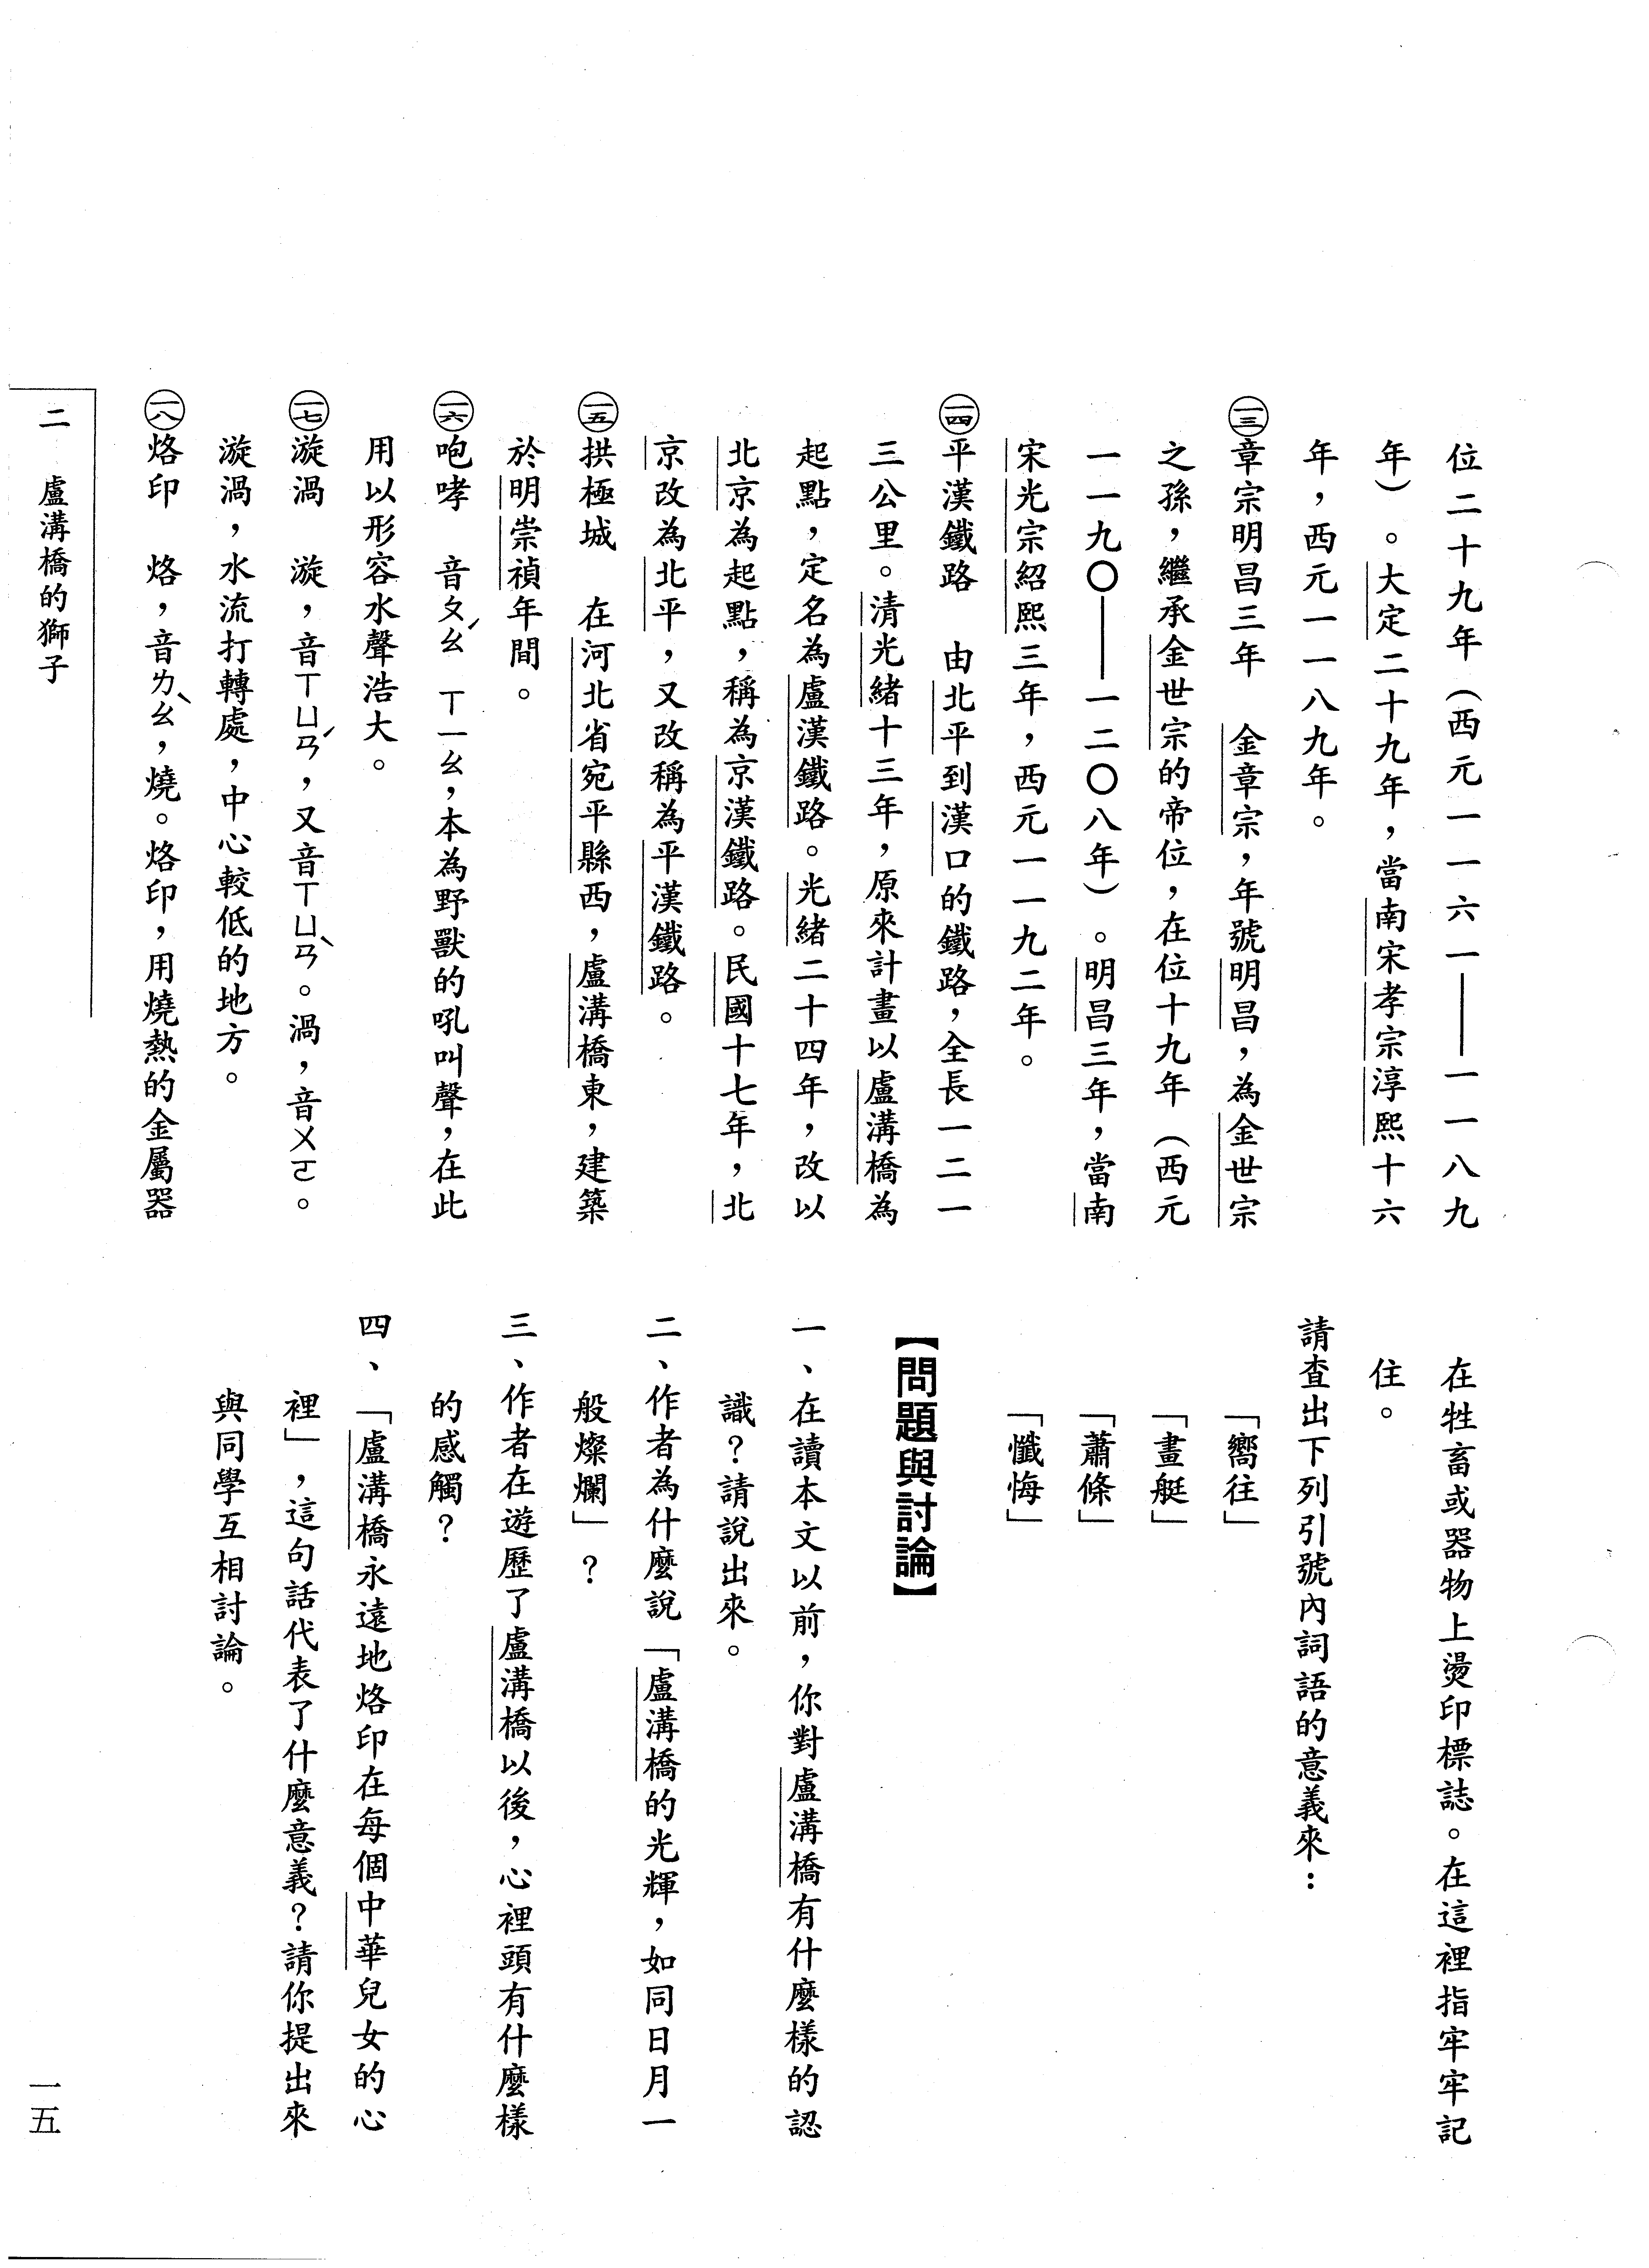 位二十九年（西元一一六一——一一八九
年）。大定二十九年，當南宋孝宗淳熙十六
年，西元一一八九年。
㊀三章宗明昌三年　金章宗，年號明昌，為金世宗
之孫，繼承金世宗的帝位，在位十九年（西元
一一九〇——一二〇八年）。明昌三年，當南
宋光宗紹熙三年，西元一一九二年。
一四平漢鐵路　由北平到漢口的鐵路，全長一二一
三公里。清光緒十三年，原來計畫以盧溝橋為
起點，定名為盧漢鐵路。光緒二十四年，改以
北京為起點，稱為京漢鐵路。民國十七年，北
京改為北平，又改稱為平漢鐵路。
一五拱極城　在河北省宛平縣西，盧溝橋東，建築
於明崇禎年間。
一六咆哮　音ㄆㄠˊ　ㄒㄧㄠ，本為野獸的吼叫聲，在此
用以形容水聲浩大。
一七漩渦　漩，音ㄒㄩㄢˊ，又音ㄒㄩㄢˋ。渦，音ㄨㄛ。
漩渦，水流打轉處，中心較低的地方。
一八烙印　烙，音ㄌㄠˋ，燒。烙印，用燒熱的金屬器
在牲畜或器物上燙印標誌。在這裡指牢牢記
住。
請查出下列引號內詞語的意義來：
「嚮往」
「畫艇」
「蕭條」
「懺悔」
【問題與討論】
一、在讀本文以前，你對盧溝橋有什麼樣的認
識？請說出來。
二、作者為什麼說「盧溝橋的光輝，如同日月一
般燦爛」？
三、作者在遊歷了盧溝橋以後，心裡頭有什麼樣
的感觸？
四、「盧溝橋永遠地烙印在每個中華兒女的心
裡」，這句話代表了什麼意義？請你提出來
與同學互相討論。
二　盧溝橋的獅子
一五